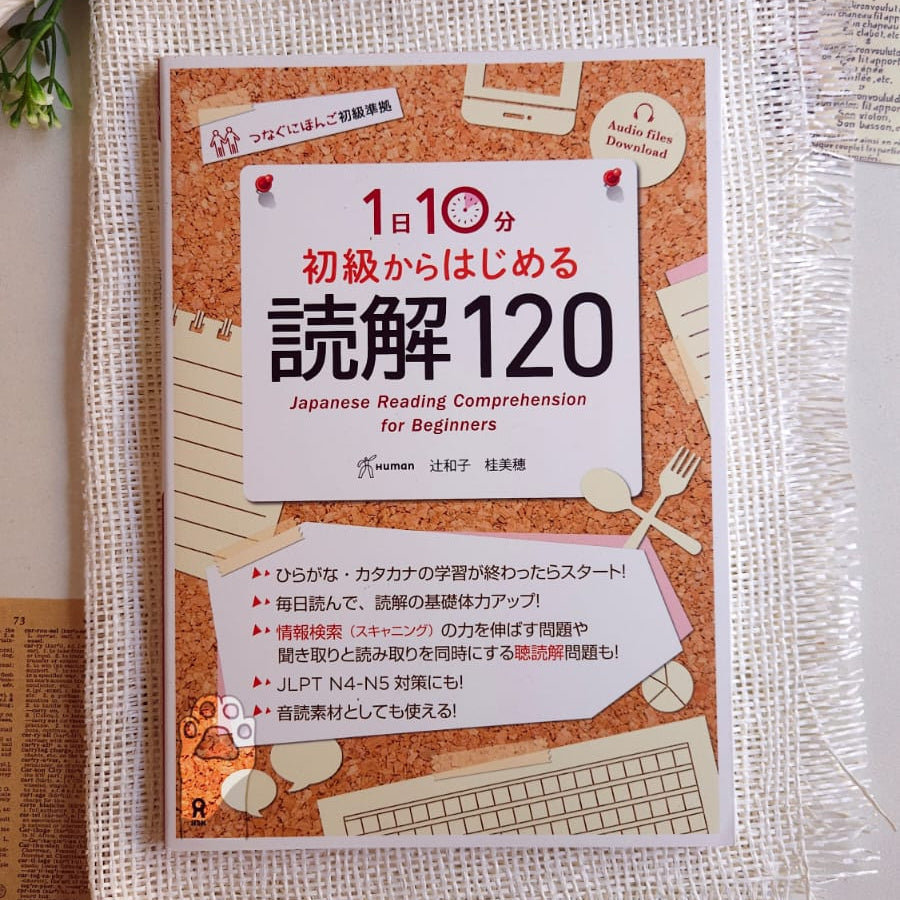 つなぐにほんご初級準拠
Audio files
Download
1日10分
初級からはじめる
読解120
Japanese Reading Comprehension
for Beginners
HUMAN 辻和子 桂美穂
ひらがな・カタカナの学習が終わったらスタート!
毎日読んで、読解の基礎体力アップ!
情報検索(スキャニング)の力を伸ばす問題や
聞き取りと読み取りを同時にする聴読解問題も!
JLPT N4-N5 対策にも!
音読素材としても使える!
ASK
73